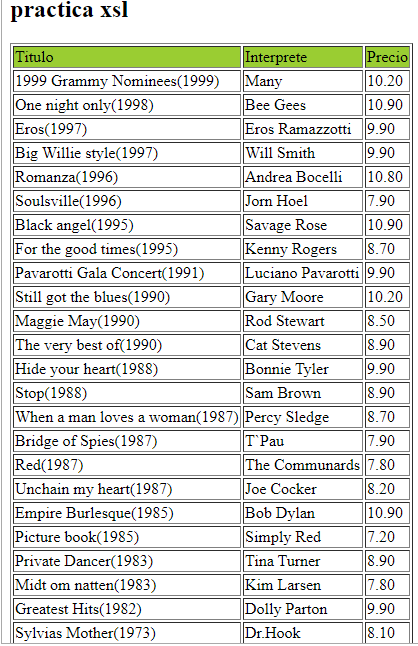 practica xsl
Titulo Interprete Precio
1999 Grammy Nominees(1999) Many 10.20
One night only(1998) Bee Gees 10.90
Eros(1997) Eros Ramazzotti 9.90
Big Willie style(1997) Will Smith 9.90
Romanza(1996) Andrea Bocelli 10.80
Soulsville(1996) Jorn Hoel 7.90
Black angel(1995) Savage Rose 10.90
For the good times(1995) Kenny Rogers 8.70
Pavarotti Gala Concert(1991) Luciano Pavarotti 9.90
Still got the blues(1990) Gary Moore 10.20
Maggie May(1990) Rod Stewart 8.50
The very best of(1990) Cat Stevens 8.90
Hide your heart(1988) Bonnie Tyler 9.90
Stop(1988) Sam Brown 8.90
When a man loves a woman(1987) Percy Sledge 8.70
Bridge of Spies(1987) T`Pau 7.90
Red(1987) The Communards 7.80
Unchain my heart(1987) Joe Cocker 8.20
Empire Burlesque(1985) Bob Dylan 10.90
Picture book(1985) Simply Red 7.20
Private Dancer(1983) Tina Turner 8.90
Midt om natten(1983) Kim Larsen 7.80
Greatest Hits(1982) Dolly Parton 9.90
Sylvias Mother(1973) Dr.Hook 8.10